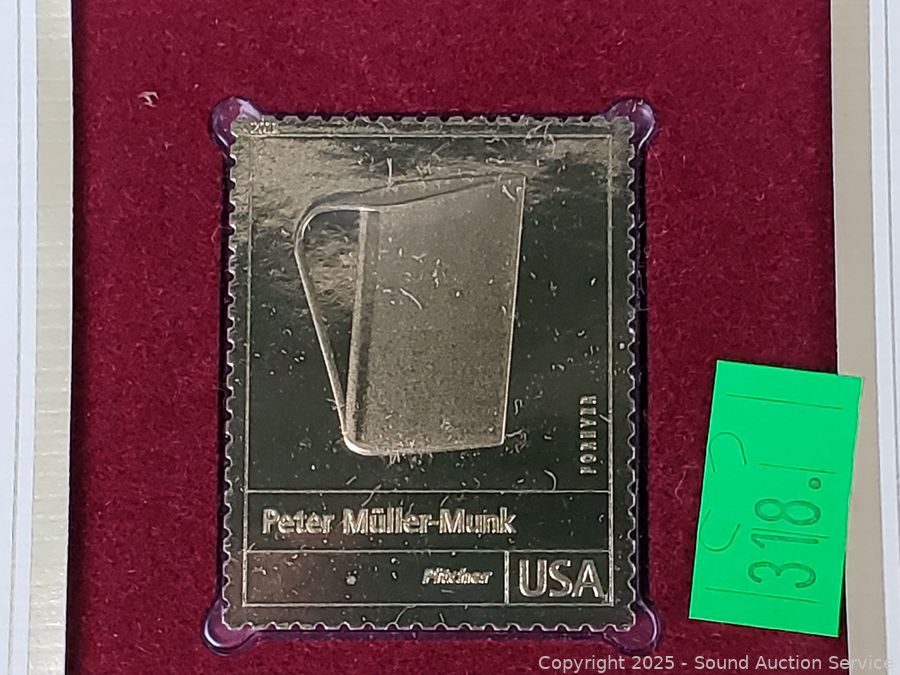 FOREVER
Peter Müller-Munk
Pitcher
USA
318.
Copyright 2025 - Sound Auction Service